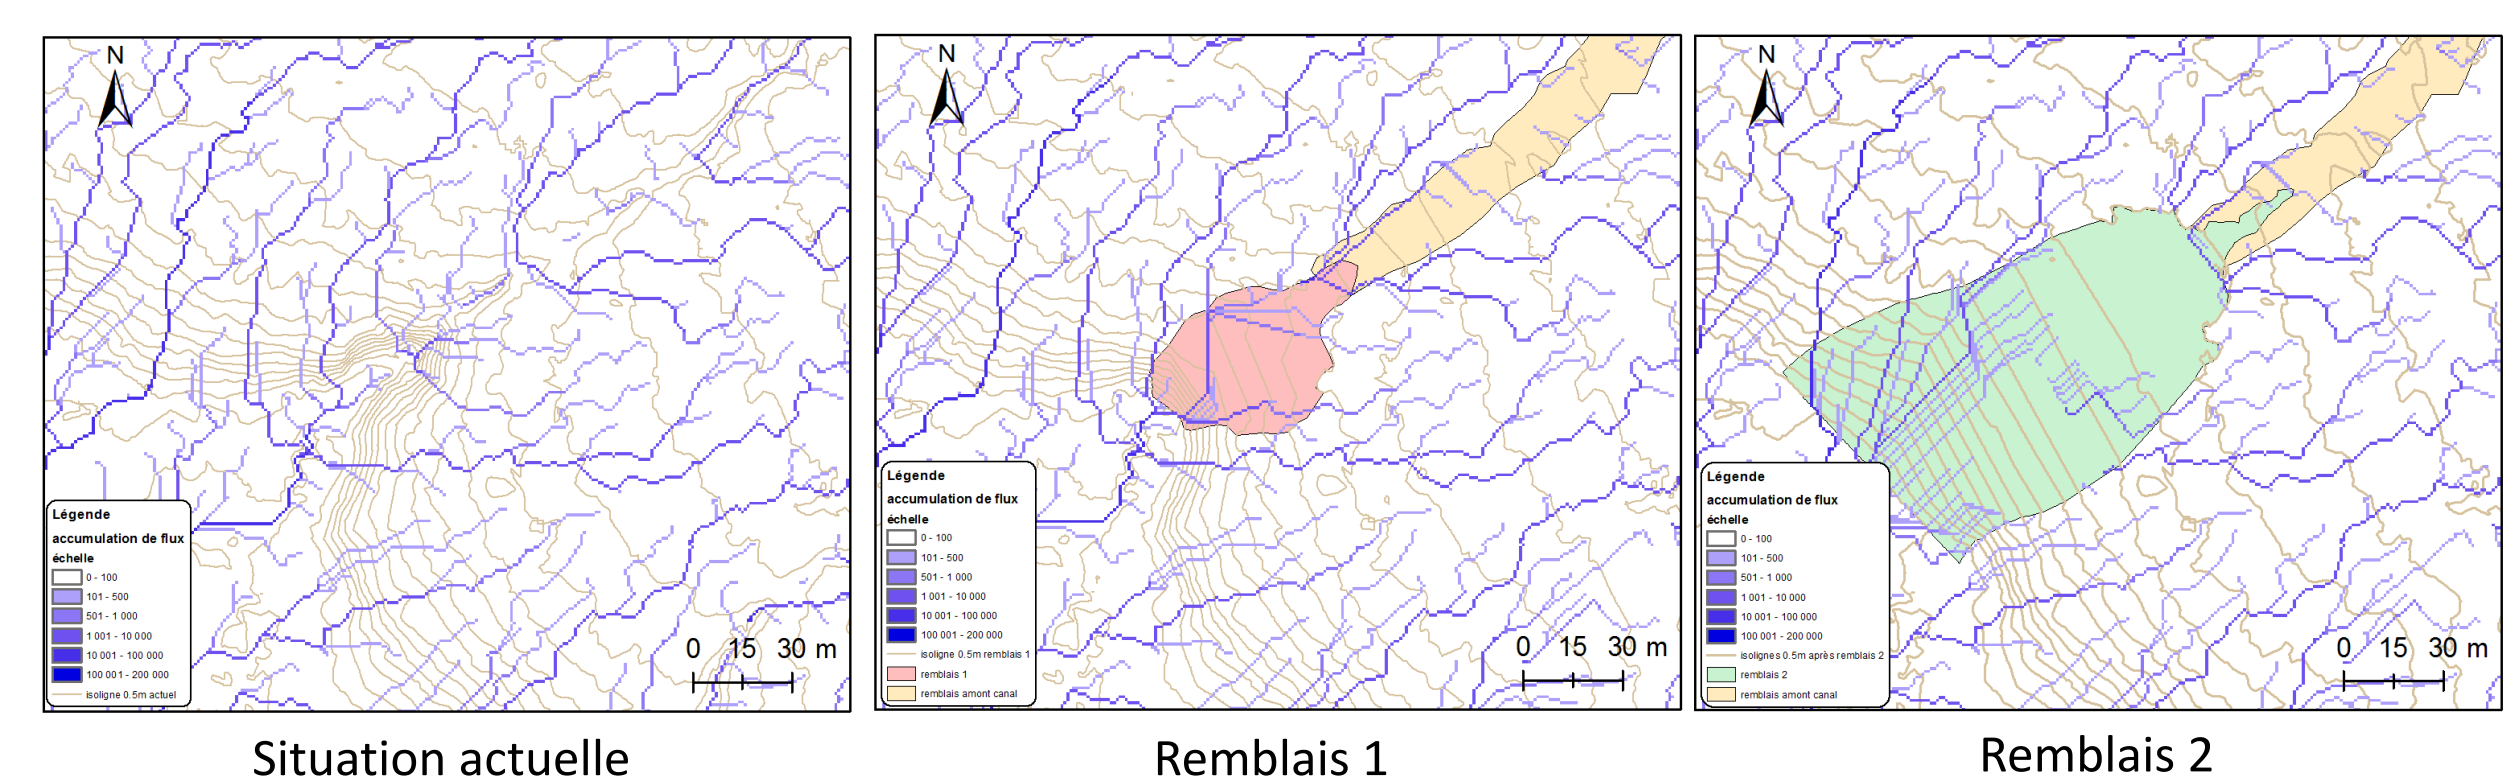 N
Légende
accumulation de flux
échelle
0 - 100
101 - 500
501 - 1 000
1 001 - 10 000
10 001 - 100 000
100 001 - 200 000
isoligne 0.5m actuel
0 15 30 m
Situation actuelle
N
Légende
accumulation de flux
échelle
0 - 100
101 - 500
501 - 1 000
1 001 - 10 000
10 001 - 100 000
100 001 - 200 000
isoligne 0.5m remblais 1
remblais 1
remblais amont canal
0 15 30 m
Remblais 1
N
Légende
accumulation de flux
échelle
0 - 100
101 - 500
501 - 1 000
1 001 - 10 000
10 001 - 100 000
100 001 - 200 000
isolignes 0.5m après remblais 2
remblais 2
remblais amont canal
0 15 30 m
Remblais 2